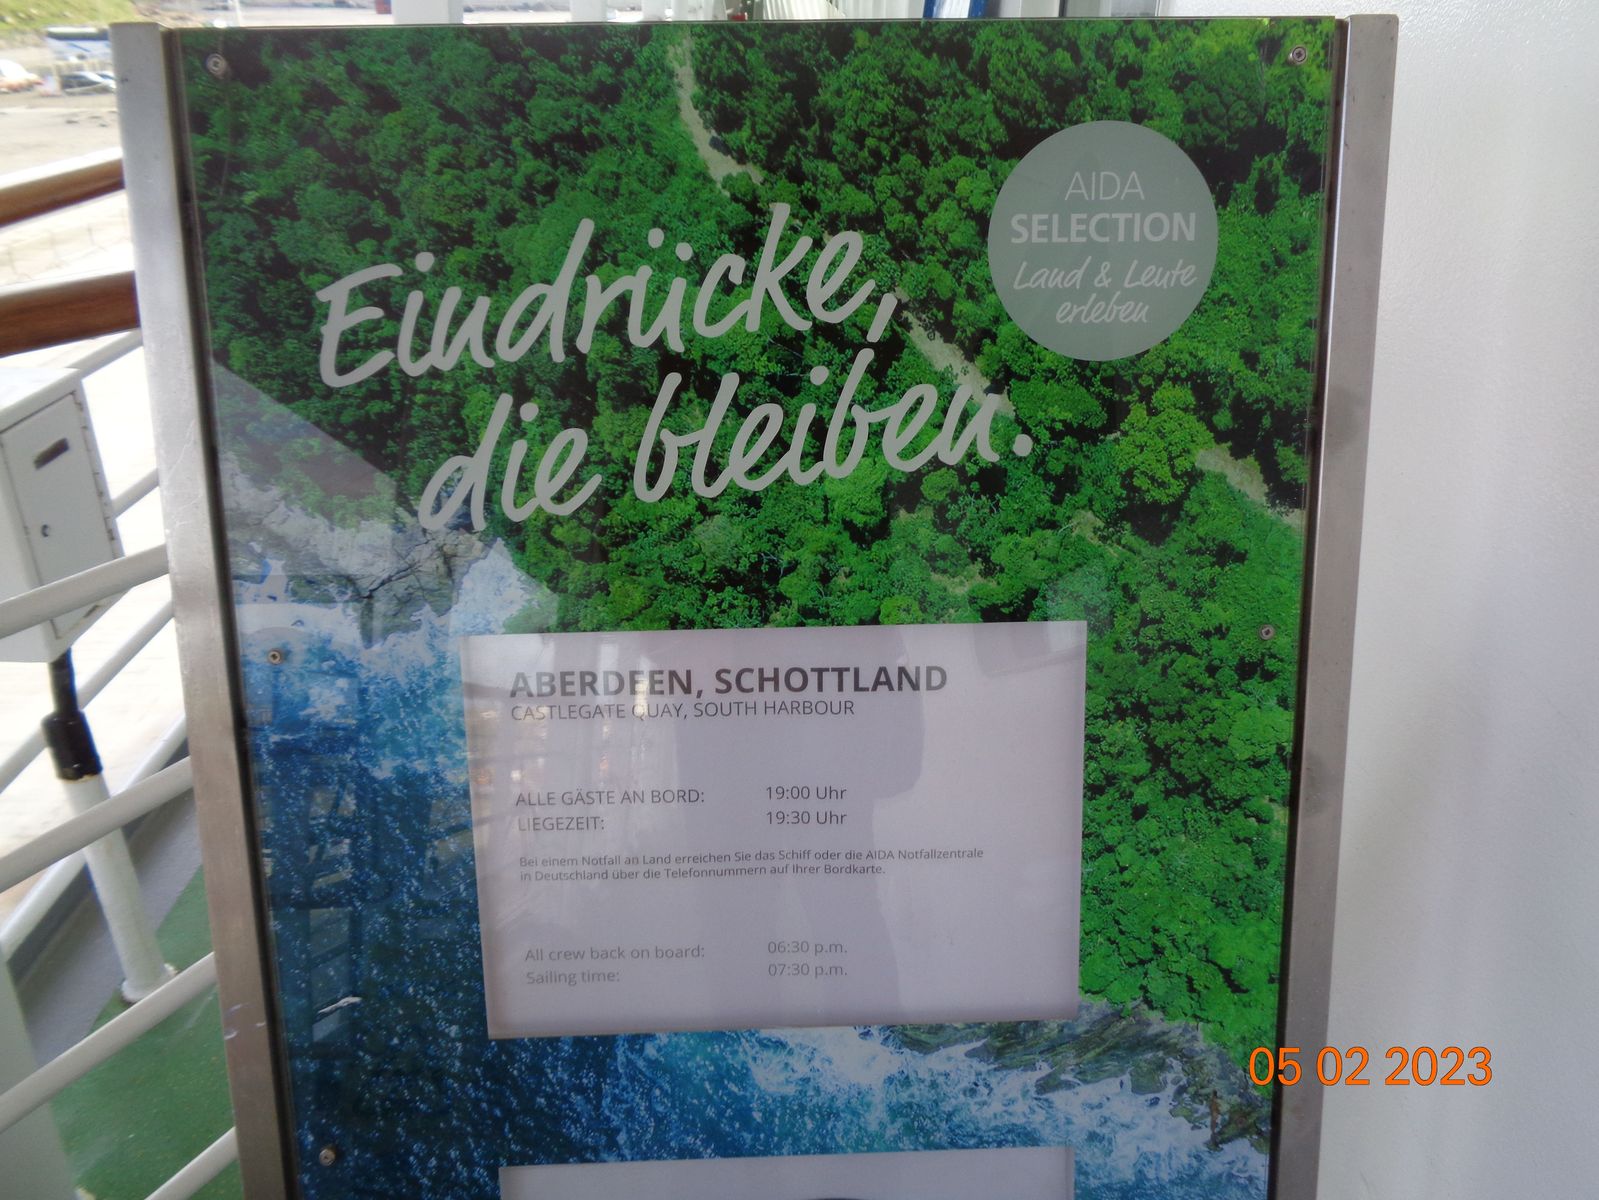 AIDA
SELECTION
Land & Leute
erleben
Eindrücke,
die bleiben.
ABERDEEN, SCHOTTLAND
CASTLEGATE QUAY, SOUTH HARBOUR
ALLE GÄSTE AN BORD: 19:00 Uhr
LIEGEZEIT: 19:30 Uhr
Bei einem Notfall an Land erreichen Sie das Schiff oder die AIDA Notfallzentrale
in Deutschland über die Telefonnummern auf Ihrer Bordkarte.
All crew back on board: 06:30 p.m.
Sailing time: 07:30 p.m.
05 02 2023